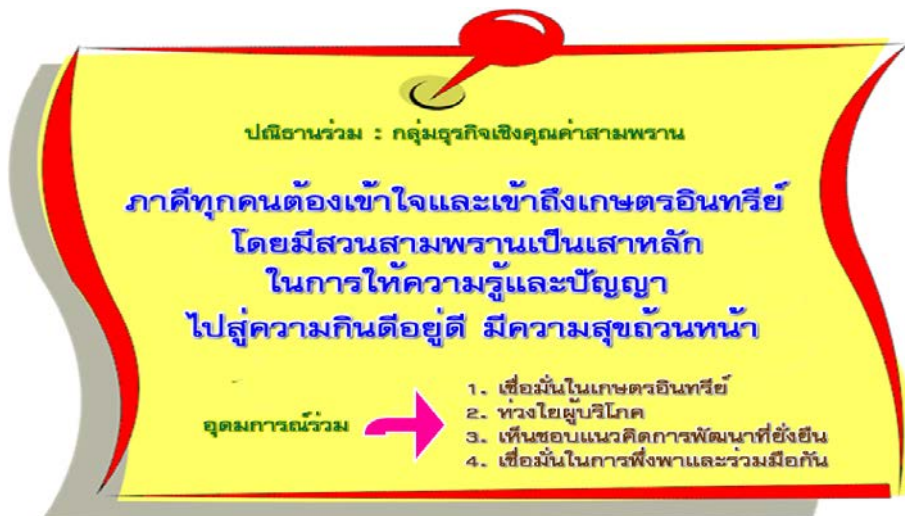 ปณิธานร่วม : กลุ่มธุรกิจเชิงคุณค่าสามพราน
ภาคีทุกคนต้องเข้าใจและเข้าถึงเกษตรอินทรีย์
โดยมีสวนสามพรานเป็นเสาหลัก
ในการให้ความรู้และปัญญา
ไปสู่ความกินดีอยู่ดี มีความสุขถ้วนหน้า
อุดมการณ์ร่วม
1. เชื่อมั่นในเกษตรอินทรีย์
2. ห่วงใยผู้บริโภค
3. เห็นชอบแนวคิดการพัฒนาที่ยั่งยืน
4. เชื่อมั่นในการพึ่งพาและร่วมมือกัน